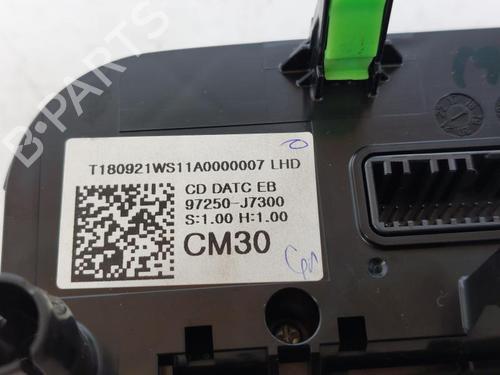 B-PARTS
T180921WS11A0000007 LHD
CD DATC EB
97250-J7300
S:1.00 H:1.00
CM30